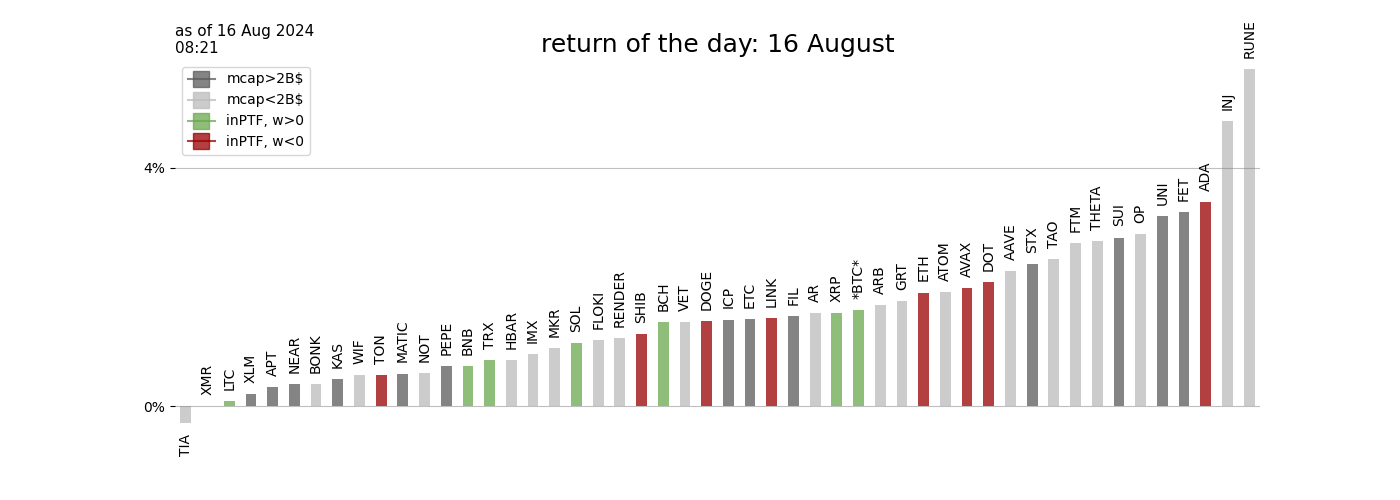 as of 16 Aug 2024
08:21
return of the day: 16 August
mcap>2B$
mcap<2B$
inPTF, w>0
inPTF, w<0
4%
0%
TIA
XMR
LTC
XLM
APT
NEAR
BONK
KAS
WIF
TON
MATIC
NOT
PEPE
BNB
TRX
HBAR
IMX
MKR
SOL
FLOKI
RENDER
SHIB
BCH
VET
DOGE
ICP
ETC
LINK
FIL
AR
XRP
*BTC*
ARB
GRT
ETH
ATOM
AVAX
DOT
AAVE
STX
TAO
FTM
THETA
SUI
OP
UNI
FET
ADA
INJ
RUNE